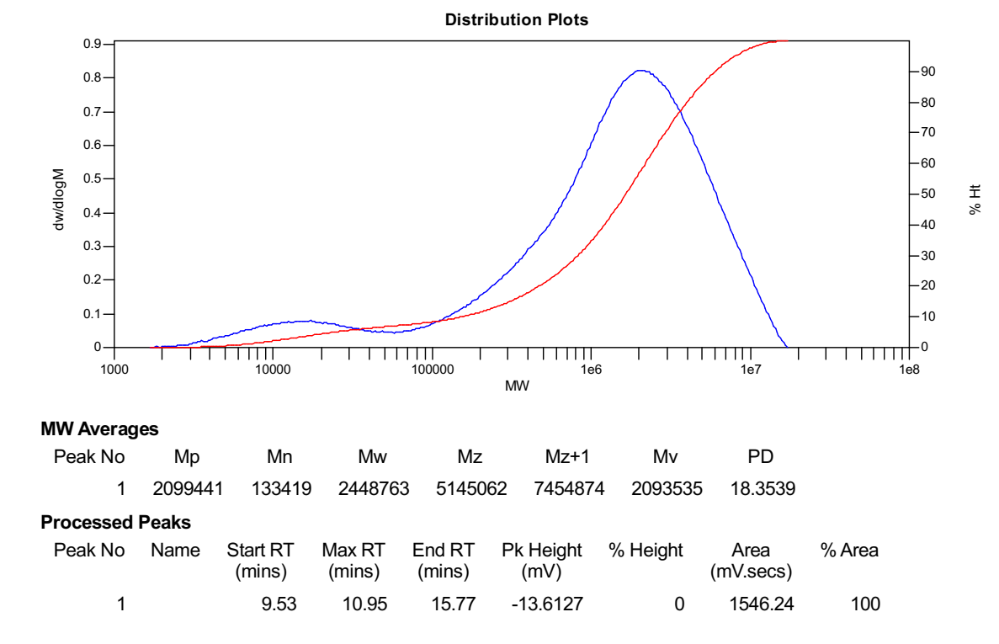 Distribution Plots
0.9
0.8
0.7
0.6
0.5
0.4
0.3
0.2
0.1
0
dw/dlogM
90
80
70
60
50
40
30
20
10
0
% Ht
1000 10000 100000 1e6 1e7 1e8
MW
MW Averages
Peak No Mp Mn Mw Mz Mz+1 Mv PD
1 2099441 133419 2448763 5145062 7454874 2093535 18.3539
Processed Peaks
Peak No Name Start RT Max RT End RT Pk Height % Height Area % Area
(mins) (mins) (mins) (mV) (mV.secs)
1 9.53 10.95 15.77 -13.6127 0 1546.24 100